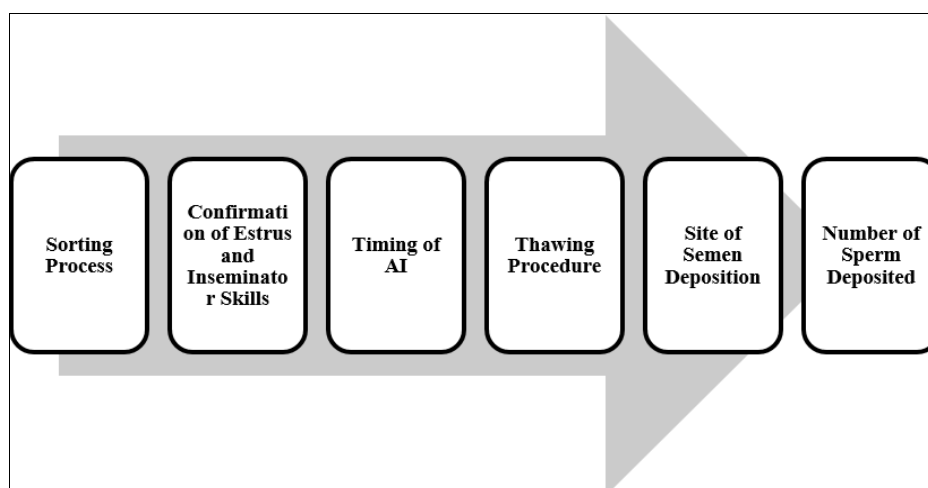 Sorting
Process
Confirmati
on of Estrus
and
Inseminato
r Skills
Timing of
AI
Thawing
Procedure
Site of
Semen
Deposition
Number of
Sperm
Deposited